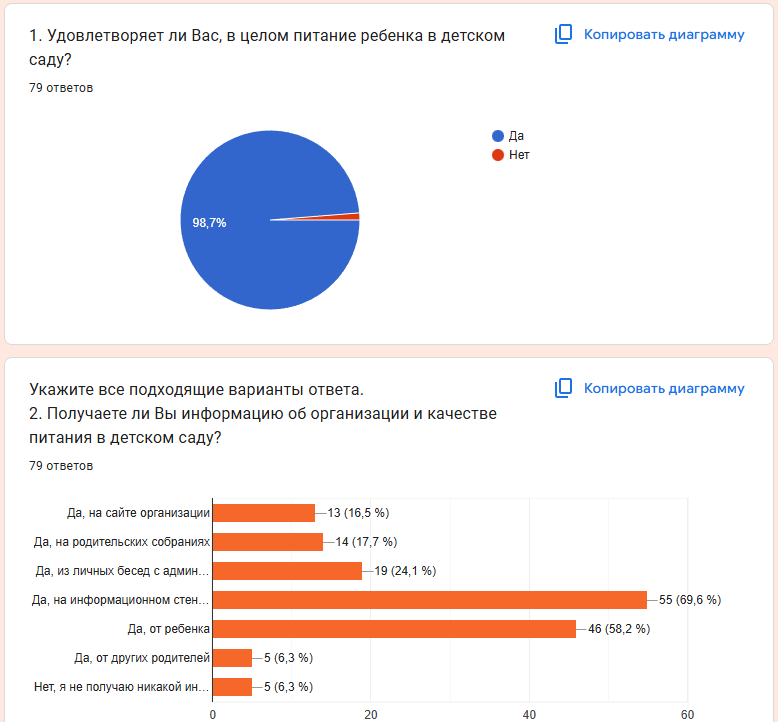 1. Удовлетворяет ли Вас, в целом питание ребенка в детском
саду?
Копировать диаграмму
79 ответов
Да
Нет
98,7%
Укажите все подходящие варианты ответа.
Копировать диаграмму
2. Получаете ли Вы информацию об организации и качестве
питания в детском саду?
79 ответов
Да, на сайте организации 13 (16,5 %)
Да, на родительских собраниях 14 (17,7 %)
Да, из личных бесед с админ... 19 (24,1 %)
Да, на информационном стен... 55 (69,6 %)
Да, от ребенка 46 (58,2 %)
Да, от других родителей 5 (6,3 %)
Нет, я не получаю никакой ин... 5 (6,3 %)
0 20 40 60